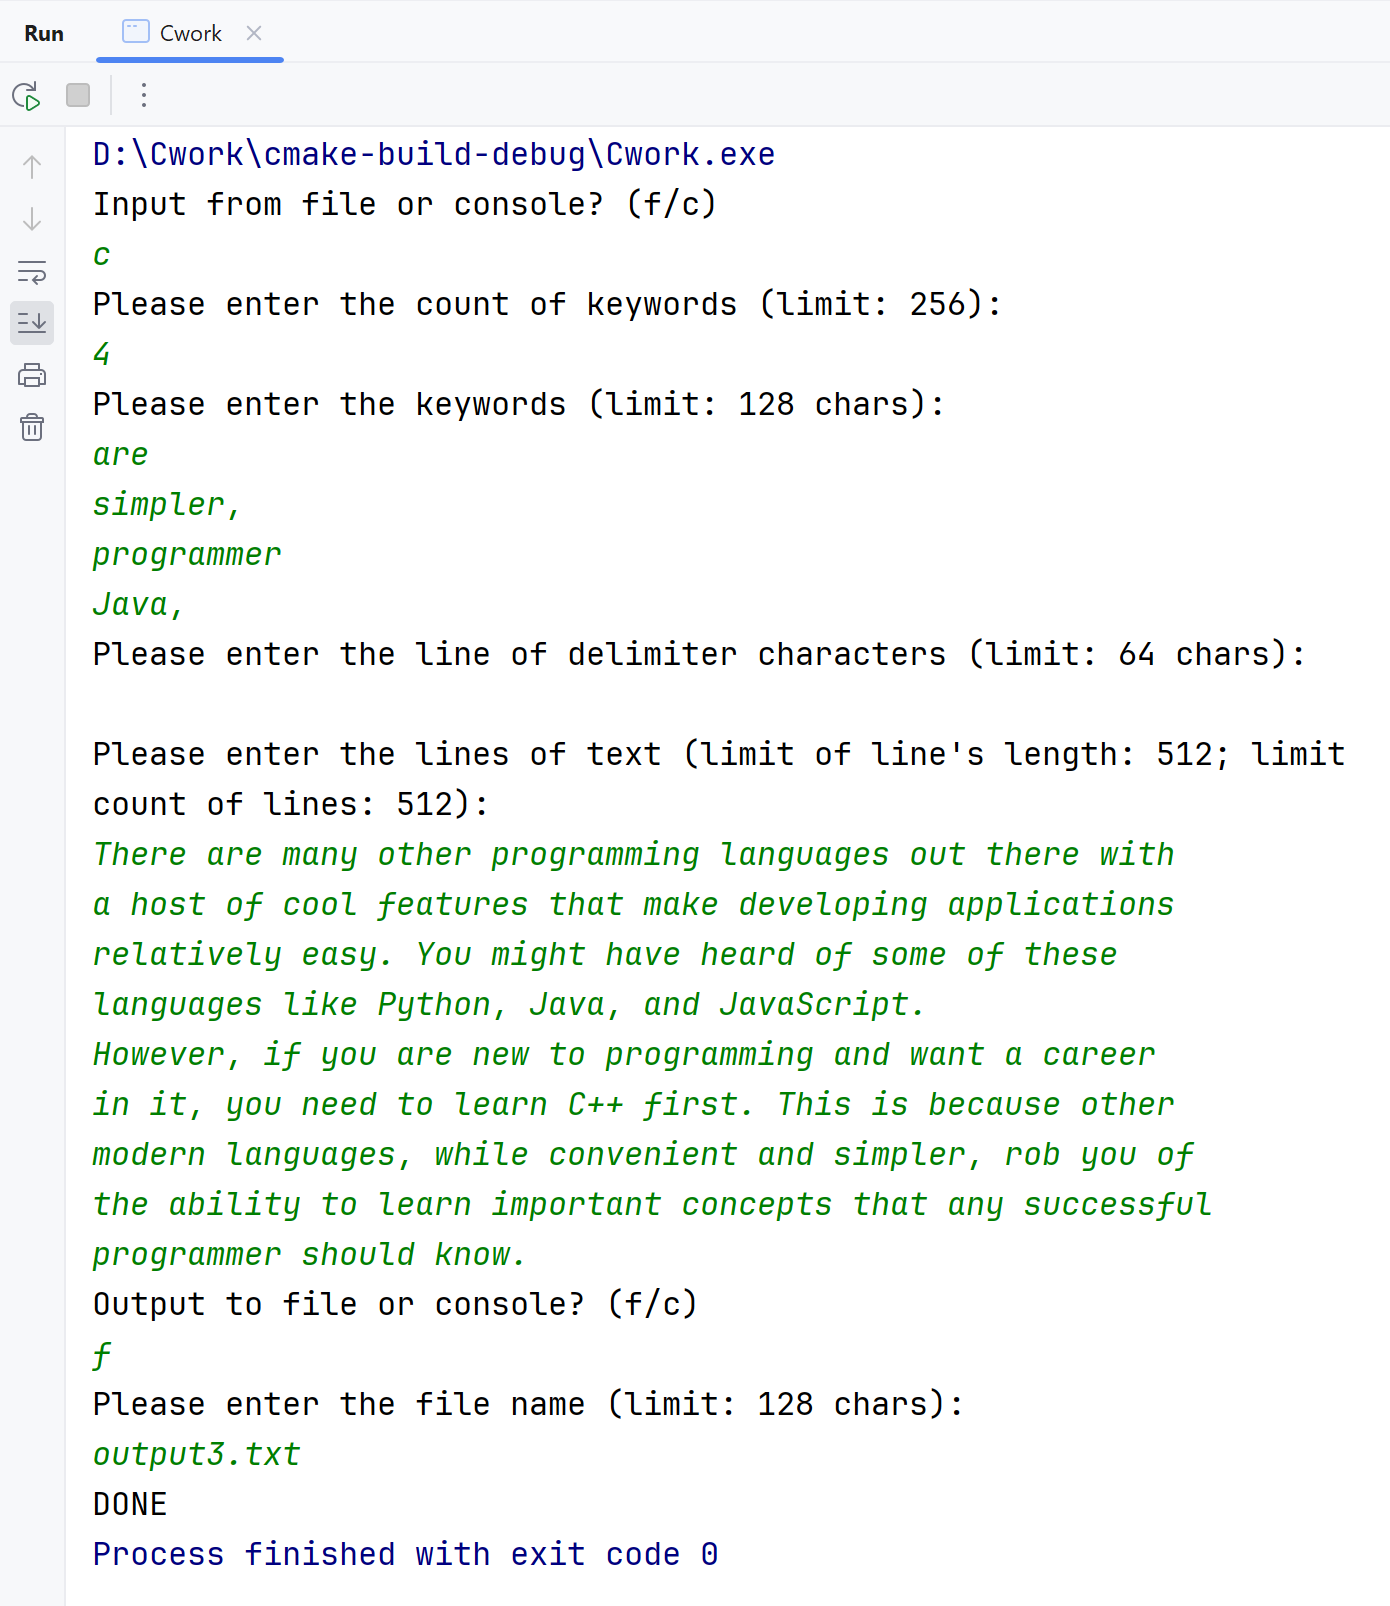 Run Cwork
D:\Cwork\cmake-build-debug\Cwork.exe
Input from file or console? (f/c)
c
Please enter the count of keywords (limit: 256):
4
Please enter the keywords (limit: 128 chars):
are
simpler,
programmer
Java,
Please enter the line of delimiter characters (limit: 64 chars):
Please enter the lines of text (limit of line's length: 512; limit
count of lines: 512):
There are many other programming languages out there with
a host of cool features that make developing applications
relatively easy. You might have heard of some of these
languages like Python, Java, and JavaScript.
However, if you are new to programming and want a career
in it, you need to learn C++ first. This is because other
modern languages, while convenient and simpler, rob you of
the ability to learn important concepts that any successful
programmer should know.
Output to file or console? (f/c)
f
Please enter the file name (limit: 128 chars):
output3.txt
DONE
Process finished with exit code 0